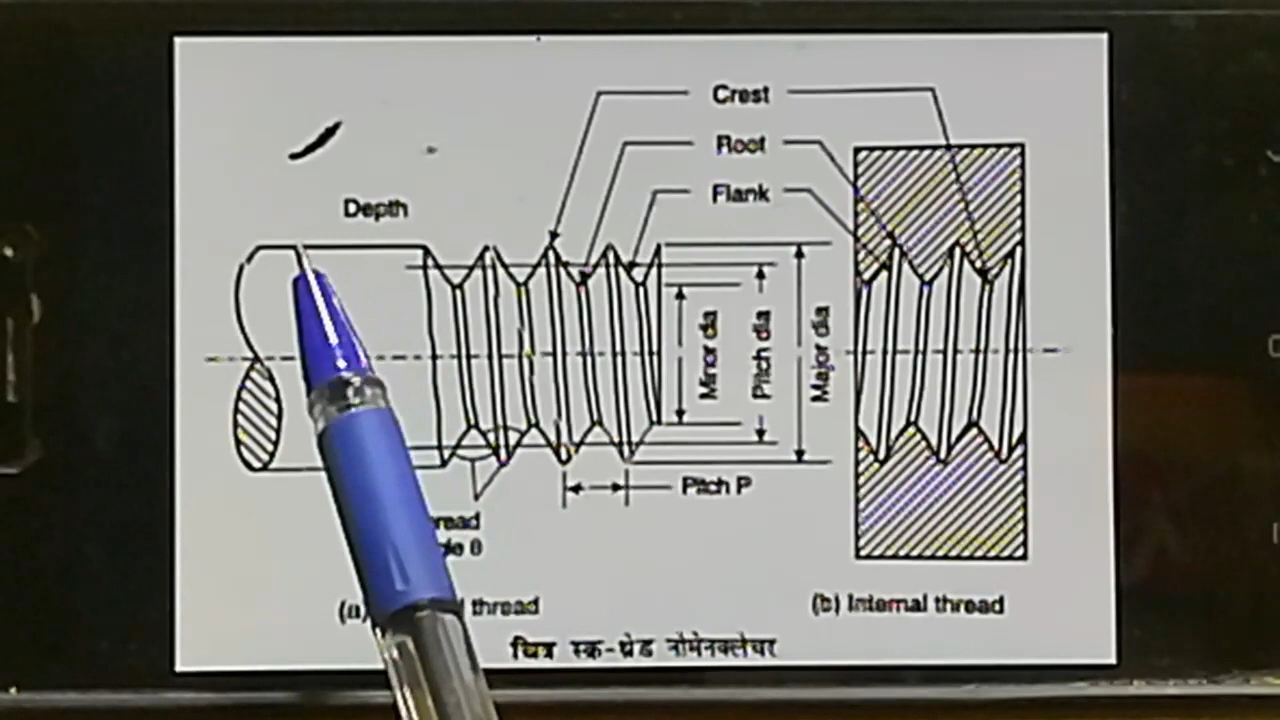 Crest
Root
Flank
Depth
Minor dia
Pitch dia
Major dia
Pitch P
θ
(a) thread
(b) Internal thread
चित्र स्क्रू-थ्रेड नोमेनक्लेचर